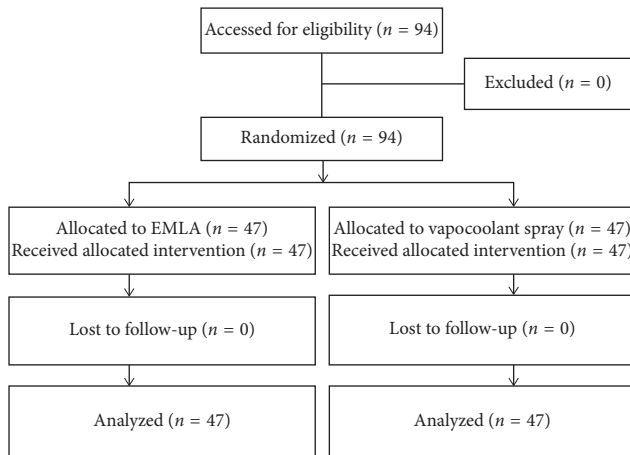 Accessed for eligibility (n = 94)
Excluded (n = 0)
Randomized (n = 94)
Allocated to EMLA (n = 47)
Received allocated intervention (n = 47)
Allocated to vapocoolant spray (n = 47)
Received allocated intervention (n = 47)
Lost to follow-up (n = 0)
Lost to follow-up (n = 0)
Analyzed (n = 47)
Analyzed (n = 47)